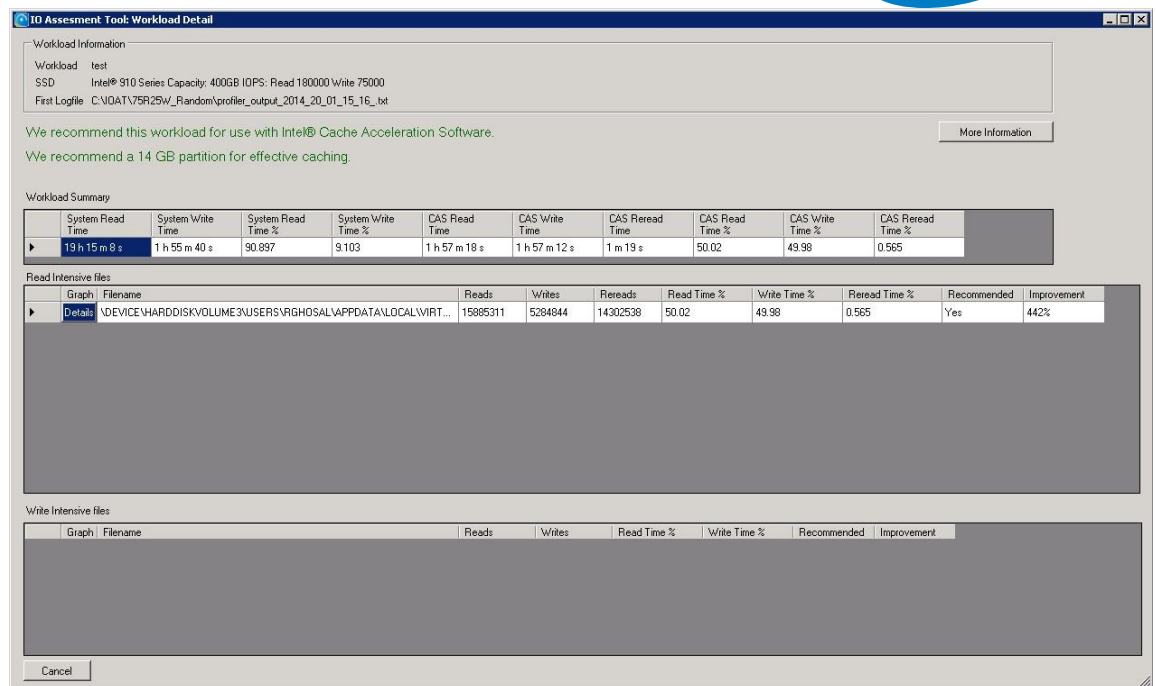 IO Assesment Tool: Workload Detail
Workload Information
Workload test
SSD Intel® 910 Series Capacity: 400GB IOPS: Read 180000 Write 75000
First Logfile C:\IOAT\75R25W_Random\profiler_output_2014_20_01_15_16_.txt
We recommend this workload for use with Intel® Cache Acceleration Software.
More Information
We recommend a 14 GB partition for effective caching.
Workload Summary
System Read Time System Write Time System Read Time % System Write Time % CAS Read Time CAS Write Time CAS Reread Time CAS Read Time % CAS Write Time % CAS Reread Time %
19 h 15 m 8 s 1 h 55 m 40 s 90.897 9.103 1 h 57 m 18 s 1 h 57 m 12 s 1 m 19 s 50.02 49.98 0.565
Read Intensive files
Graph Filename Reads Writes Rereads Read Time % Write Time % Reread Time % Recommended Improvement
Details \DEVICE\HARDDISKVOLUME3\USERS\RGHOSAL\APPDATA\LOCAL\VIRT... 15885311 5284844 14302538 50.02 49.98 0.565 Yes 442%
Write Intensive files
Graph Filename Reads Writes Read Time % Write Time % Recommended Improvement
Cancel